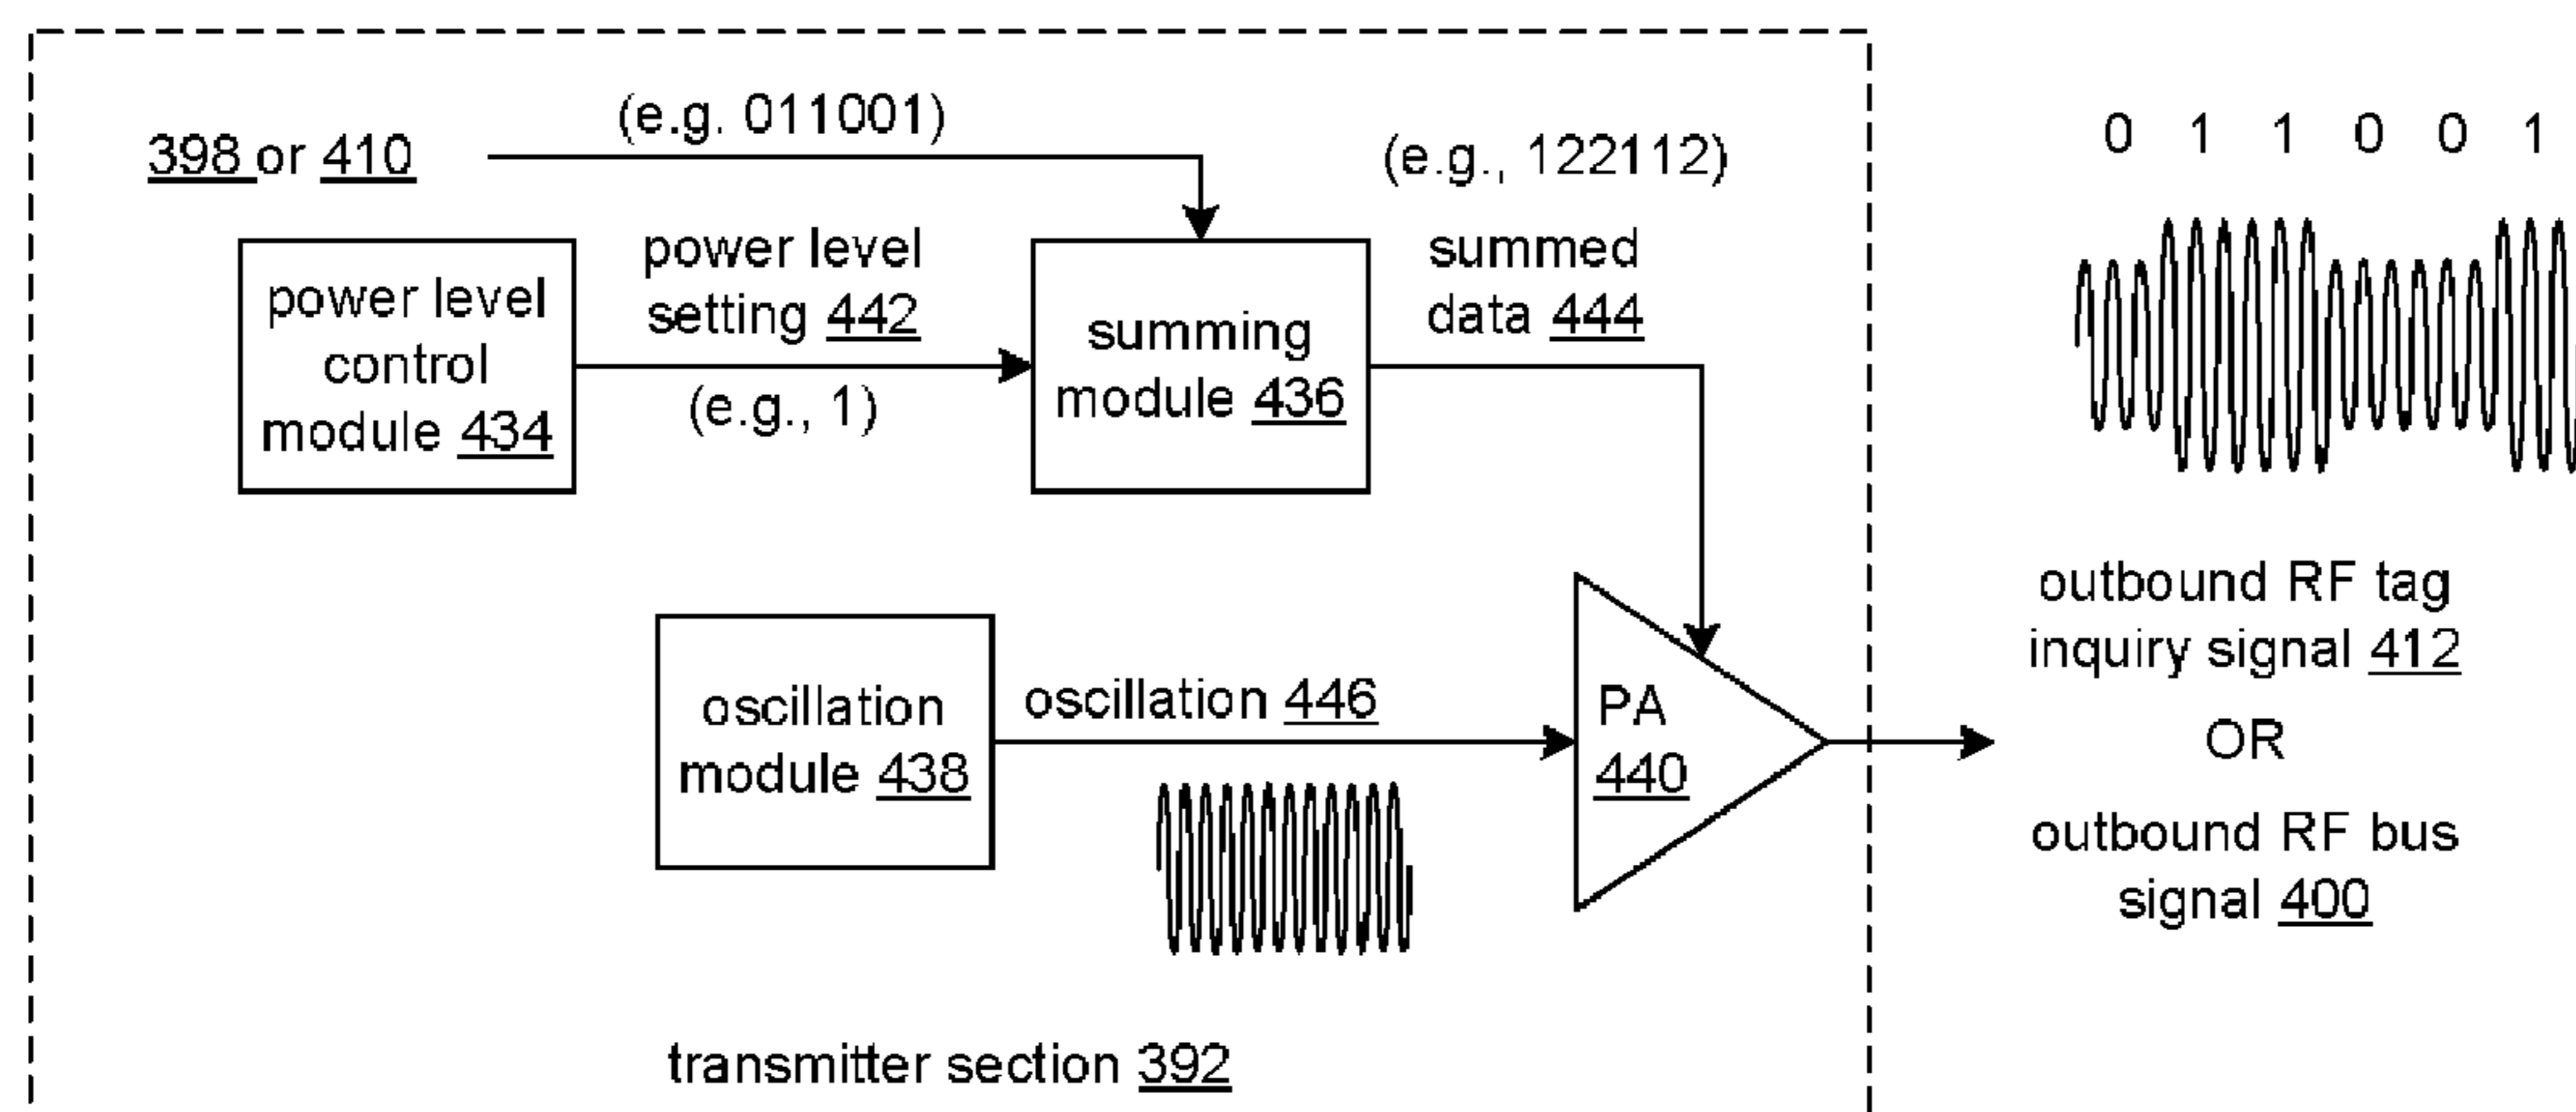 (e.g. 011001)
398 or 410
(e.g., 122112)
0 1 1 0 0 1
power level
control
module 434
power level
setting 442
(e.g., 1)
summing
module 436
summed
data 444
oscillation
module 438
oscillation 446
PA
440
outbound RF tag
inquiry signal 412
OR
outbound RF bus
signal 400
transmitter section 392